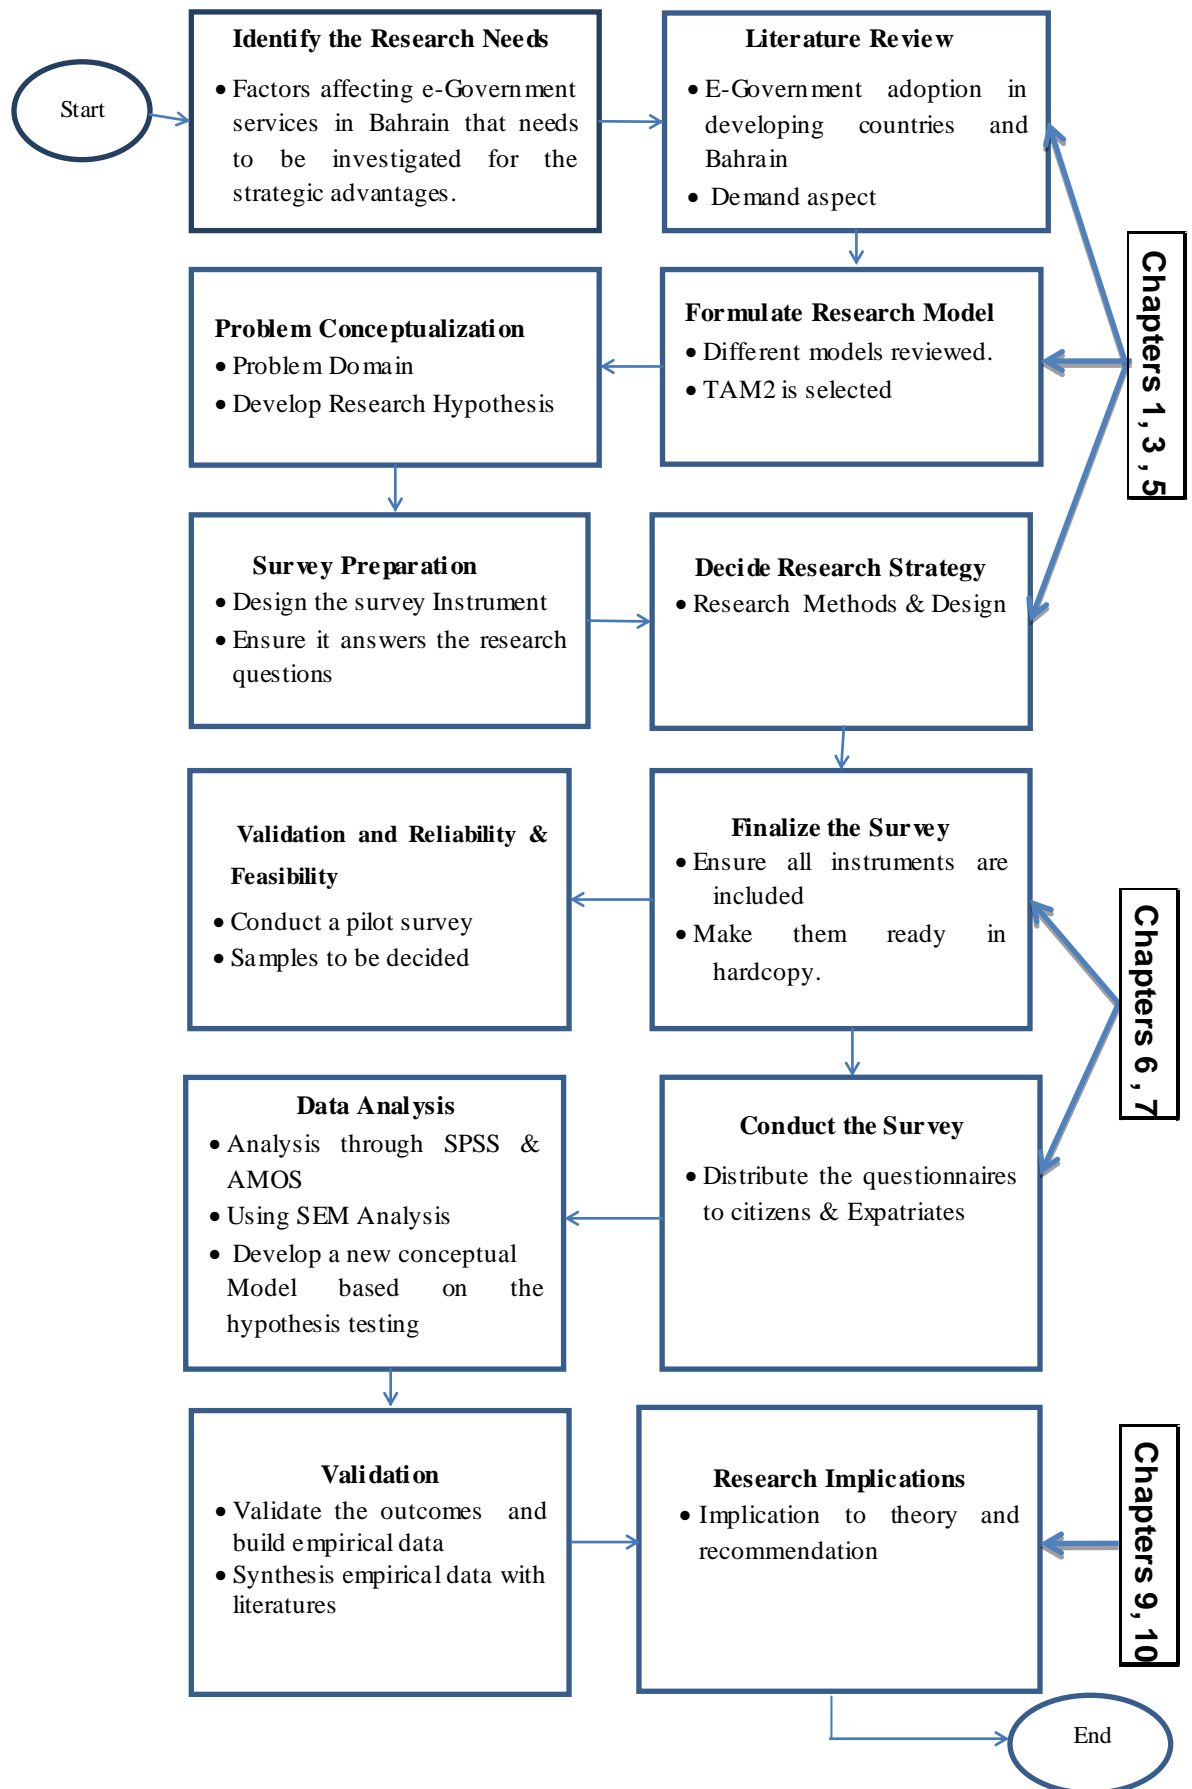 Start
Identify the Research Needs
• Factors affecting e-Government
services in Bahrain that needs
to be investigated for the
strategic advantages.
Literature Review
• E-Government adoption in
developing countries and
Bahrain
• Demand aspect
Chapters 1, 3 , 5
Formulate Research Model
• Different models reviewed.
• TAM2 is selected
Problem Conceptualization
• Problem Domain
• Develop Research Hypothesis
Survey Preparation
• Design the survey Instrument
• Ensure it answers the research
questions
Decide Research Strategy
• Research Methods & Design
Finalize the Survey
• Ensure all instruments are
included
• Make them ready in
hardcopy.
Validation and Reliability &
Feasibility
• Conduct a pilot survey
• Samples to be decided
Chapters 6 , 7
Conduct the Survey
• Distribute the questionnaires
to citizens & Expatriates
Data Analysis
• Analysis through SPSS &
AMOS
• Using SEM Analysis
• Develop a new conceptual
Model based on the
hypothesis testing
Validation
• Validate the outcomes and
build empirical data
• Synthesis empirical data with
literatures
Research Implications
• Implication to theory and
recommendation
Chapters 9, 10
End